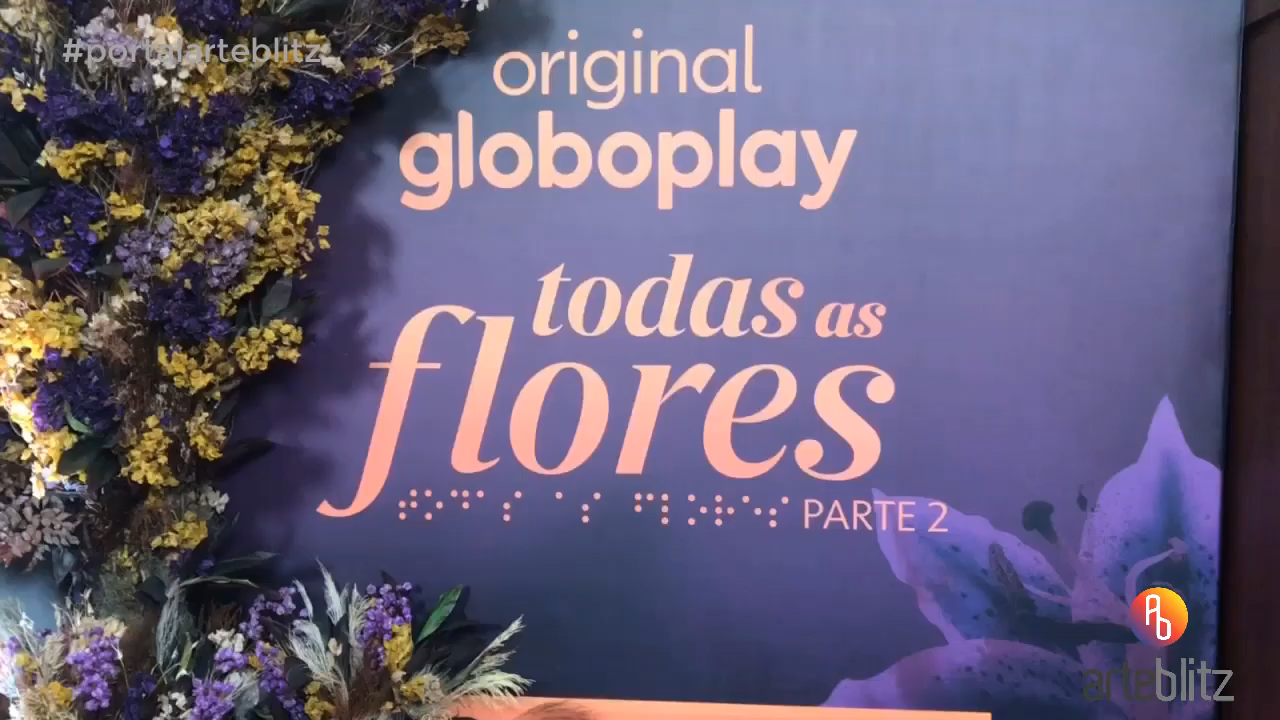 #portalarteblitz
original
globoplay
todas as
flores
⠞⠕⠙⠁⠎ ⠁⠎ ⠋⠇⠕⠗⠑⠎ PARTE 2
arteblitz